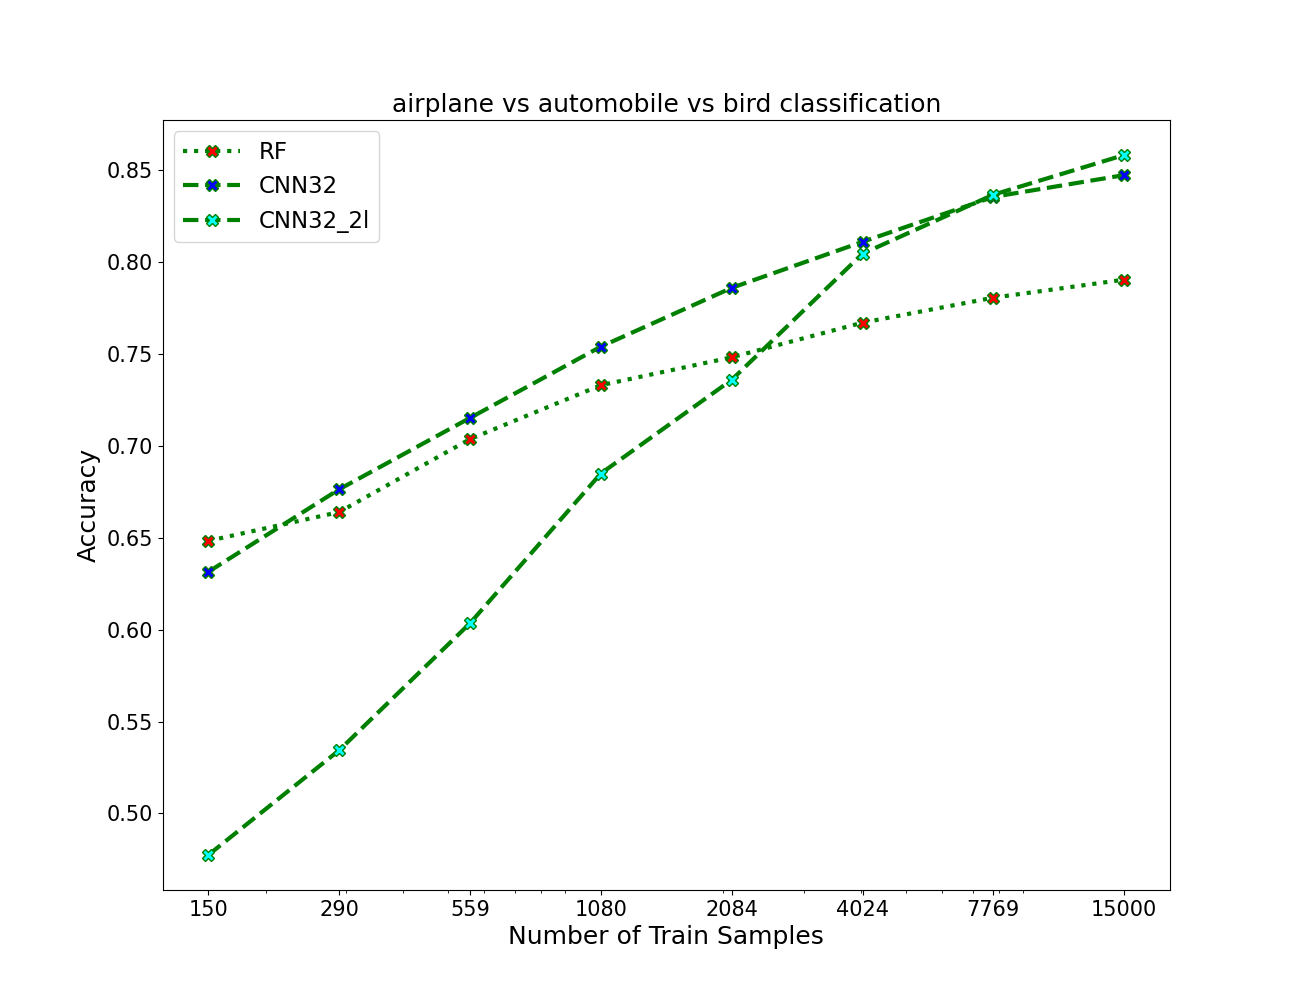 airplane vs automobile vs bird classification
RF
CNN32
CNN32_2l
0.85
0.80
0.75
0.70
0.65
0.60
0.55
0.50
Accuracy
150 290 559 1080 2084 4024 7769 15000
Number of Train Samples